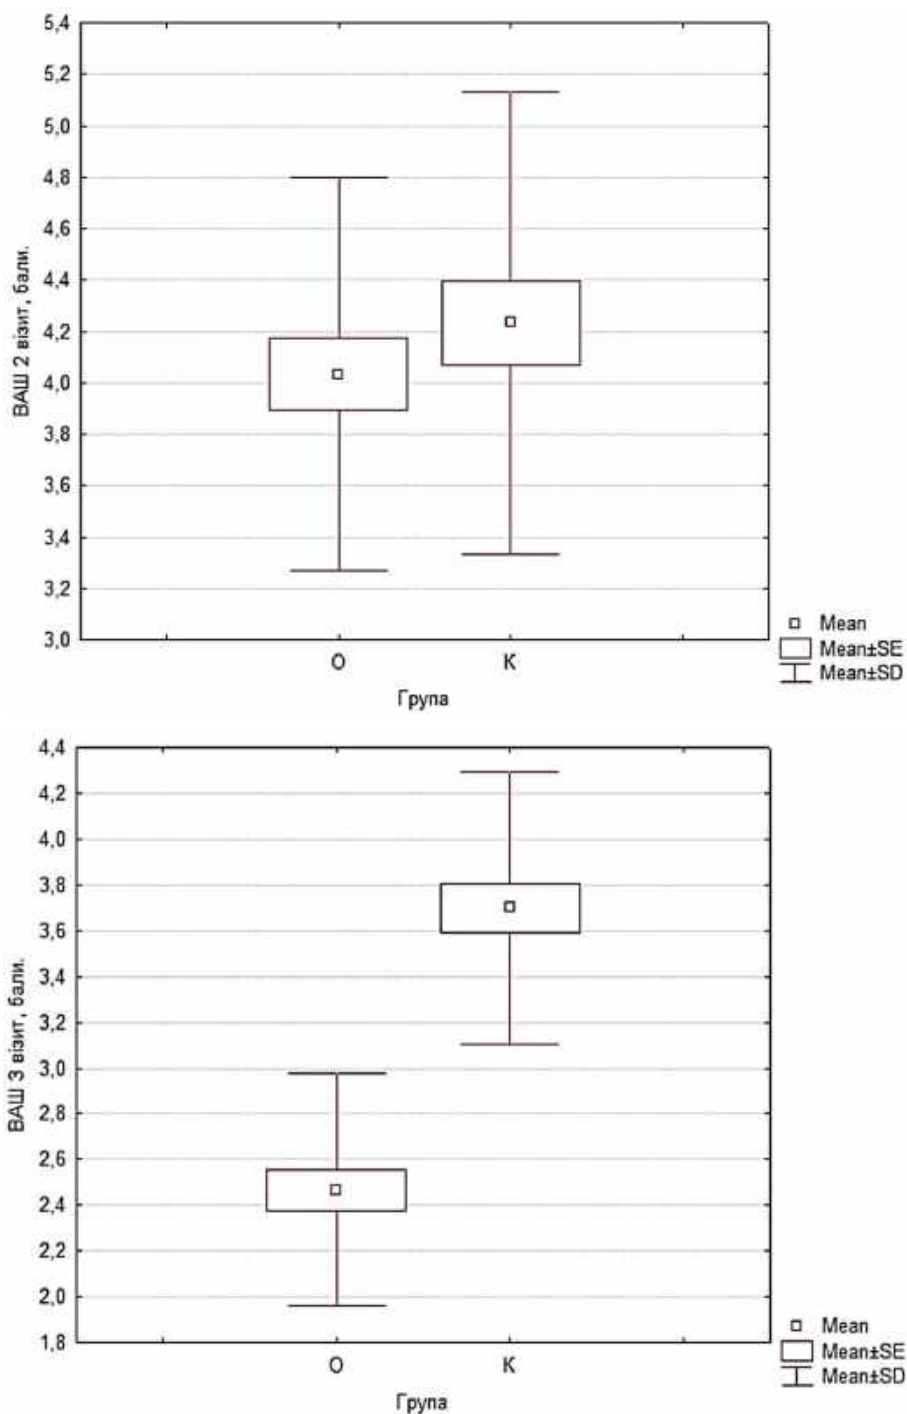 5,4
5,2
5,0
4,8
4,6
4,4
4,2
4,0
3,8
3,6
3,4
3,2
3,0
ВАШ 2 візит, бали.
О
К
Група
Mean
Mean±SE
Mean±SD
4,4
4,2
4,0
3,8
3,6
3,4
3,2
3,0
2,8
2,6
2,4
2,2
2,0
1,8
ВАШ 3 візит, бали.
О
К
Група
Mean
Mean±SE
Mean±SD